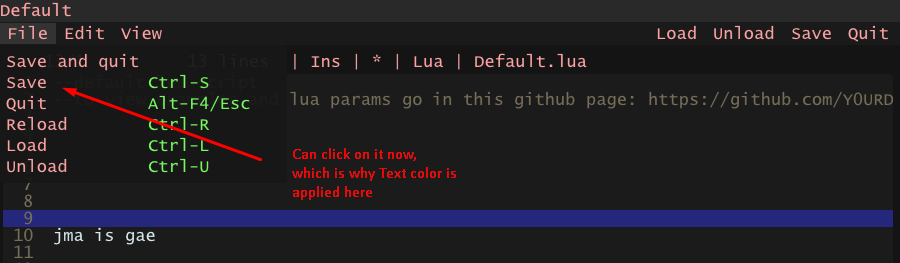 Default
File Edit View Load Unload Save Quit
13 lines
Save and quit | Ins | * | Lua | Default.lua
Save Ctrl-S
Quit Alt-F4/Esc lua params go in this github page: https://github.com/YOURD
Reload Ctrl-R
Load Ctrl-L
Unload Ctrl-U
Can click on it now,
which is why Text color is
applied here
7
8
9
10 jma is gae
11